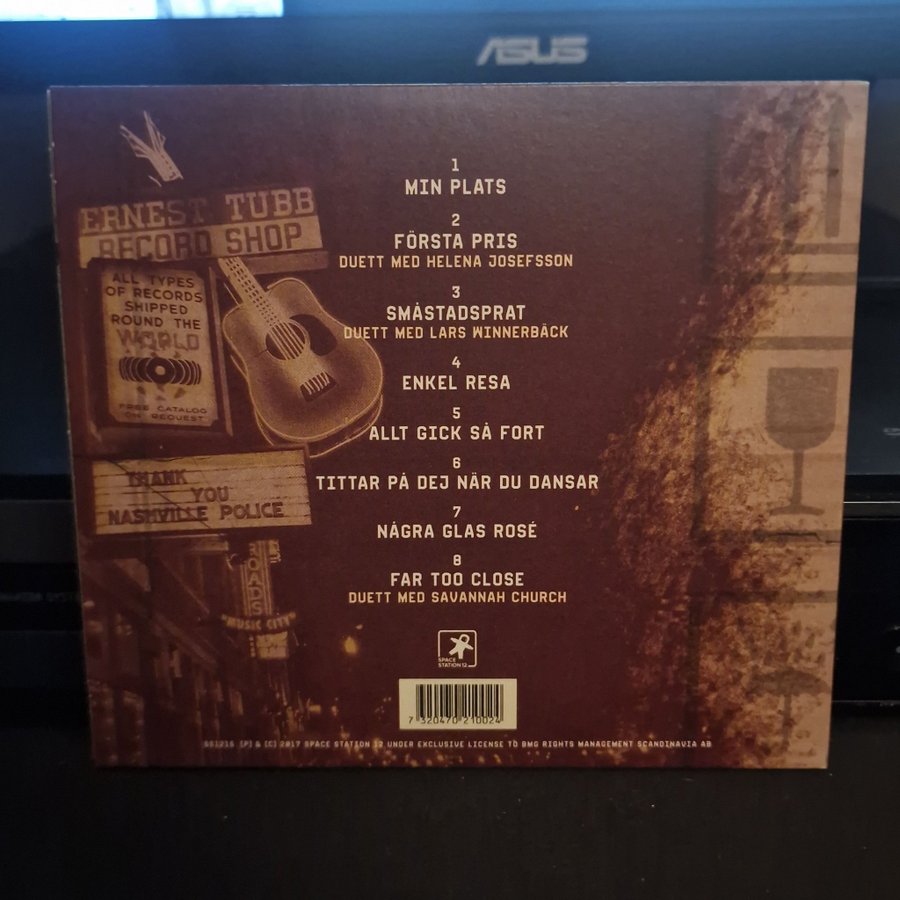 ASUS
ERNEST TUBB
RECORD SHOP
ALL TYPES
OF RECORDS
SHIPPED
ROUND THE
WORLD
FREE CATALOG
ON REQUEST
THANK
YOU
NASHVILLE POLICE
MUSIC CITY
1
MIN PLATS
2
FÖRSTA PRIS
DUETT MED HELENA JOSEFSSON
3
SMÅSTADSPRAT
DUETT MED LARS WINNERBÄCK
4
ENKEL RESA
5
ALLT GICK SÅ FORT
6
TITTAR PÅ DEJ NÄR DU DANSAR
7
NÅGRA GLAS ROSÉ
8
FAR TOO CLOSE
DUETT MED SAVANNAH CHURCH
SPACE
STATION 12
7 320470 210024
SS1216 (P) & (C) 2017 SPACE STATION 12 UNDER EXCLUSIVE LICENSE TO BMG RIGHTS MANAGEMENT SCANDINAVIA AB